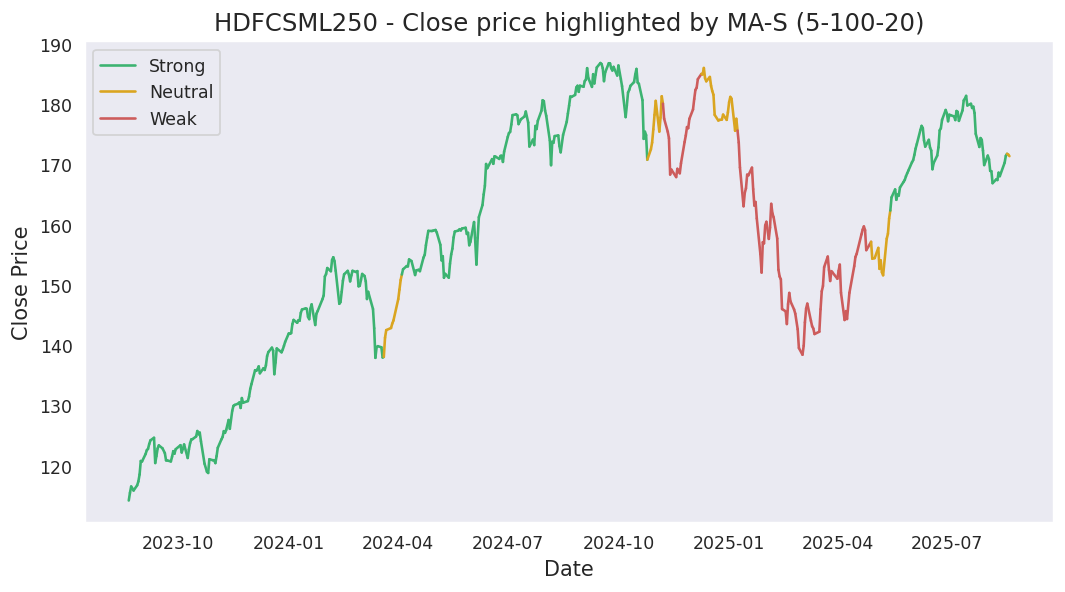 HDFCSML250 - Close price highlighted by MA-S (5-100-20)
Strong
Neutral
Weak
190
180
170
160
150
140
130
120
Close Price
2023-10
2024-01
2024-04
2024-07
2024-10
2025-01
2025-04
2025-07
Date